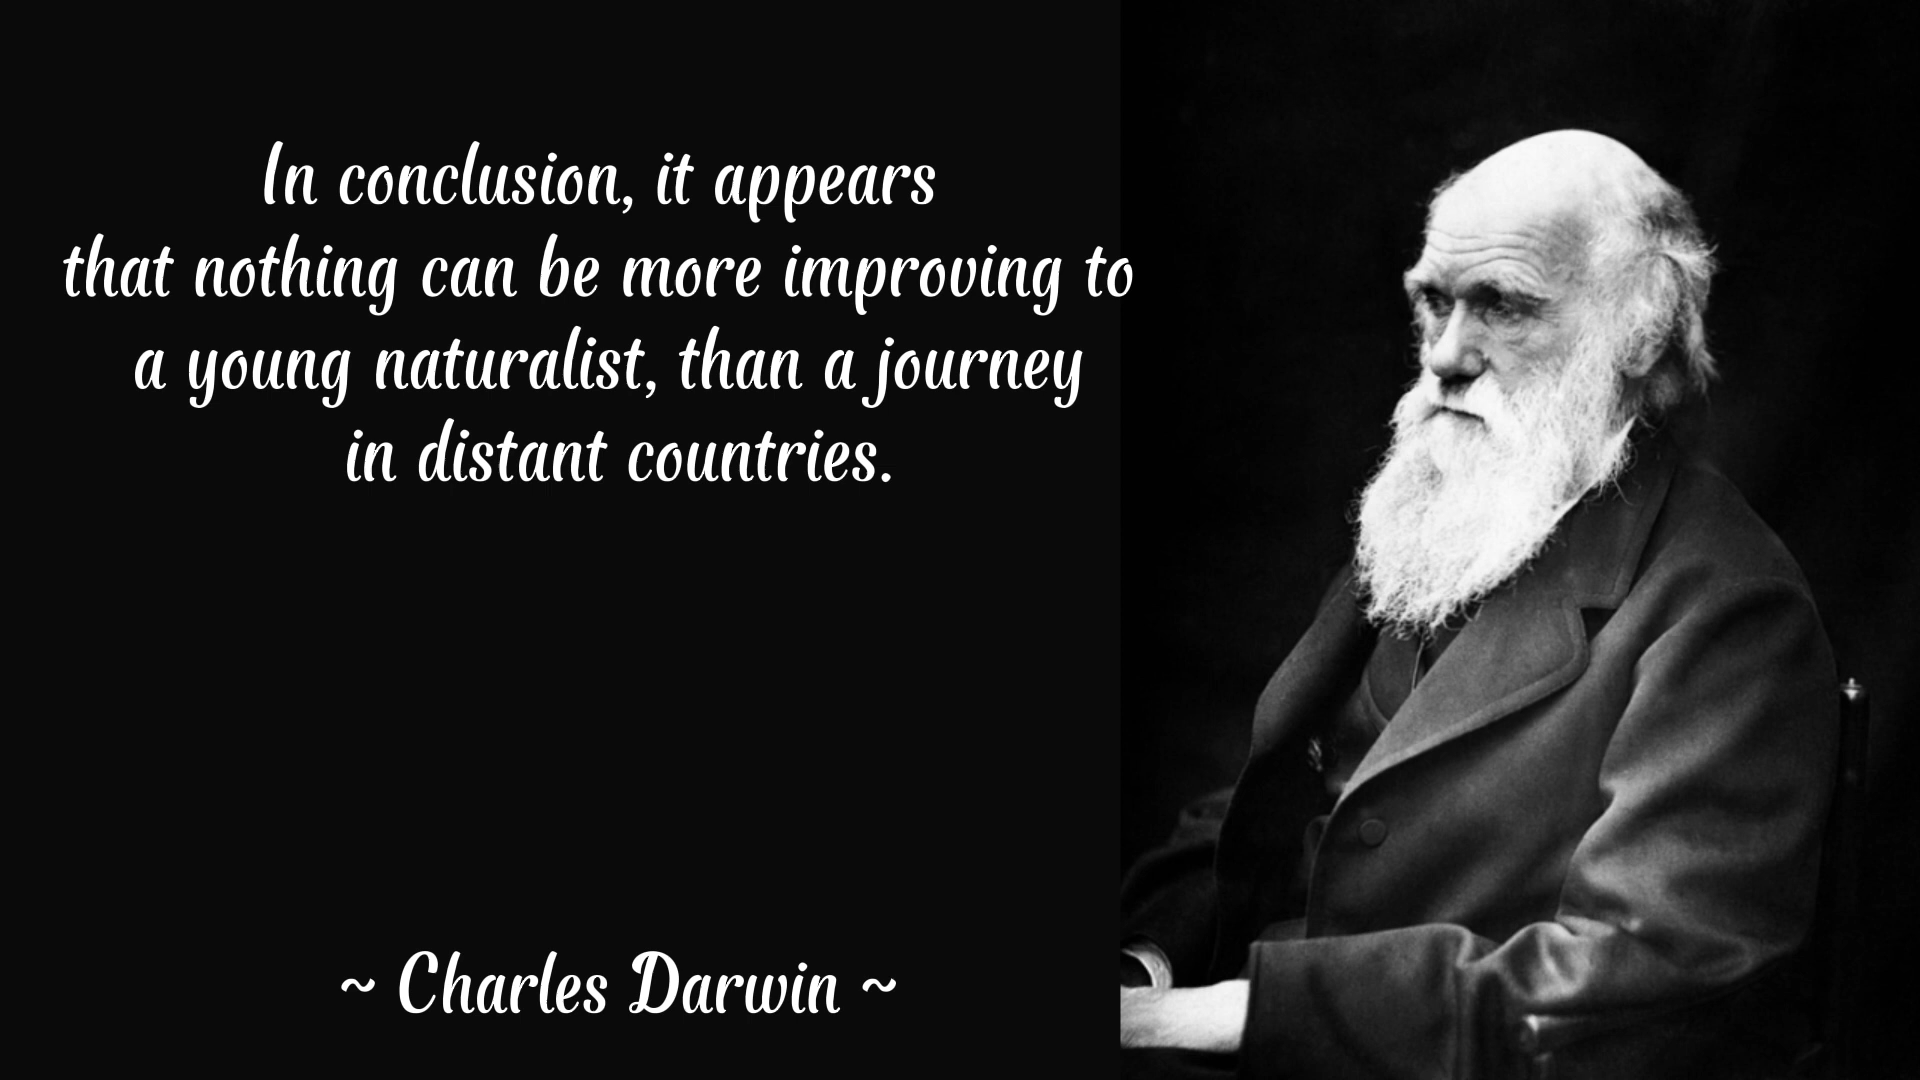 In conclusion, it appears
that nothing can be more improving to
a young naturalist, than a journey
in distant countries.
~ Charles Darwin ~